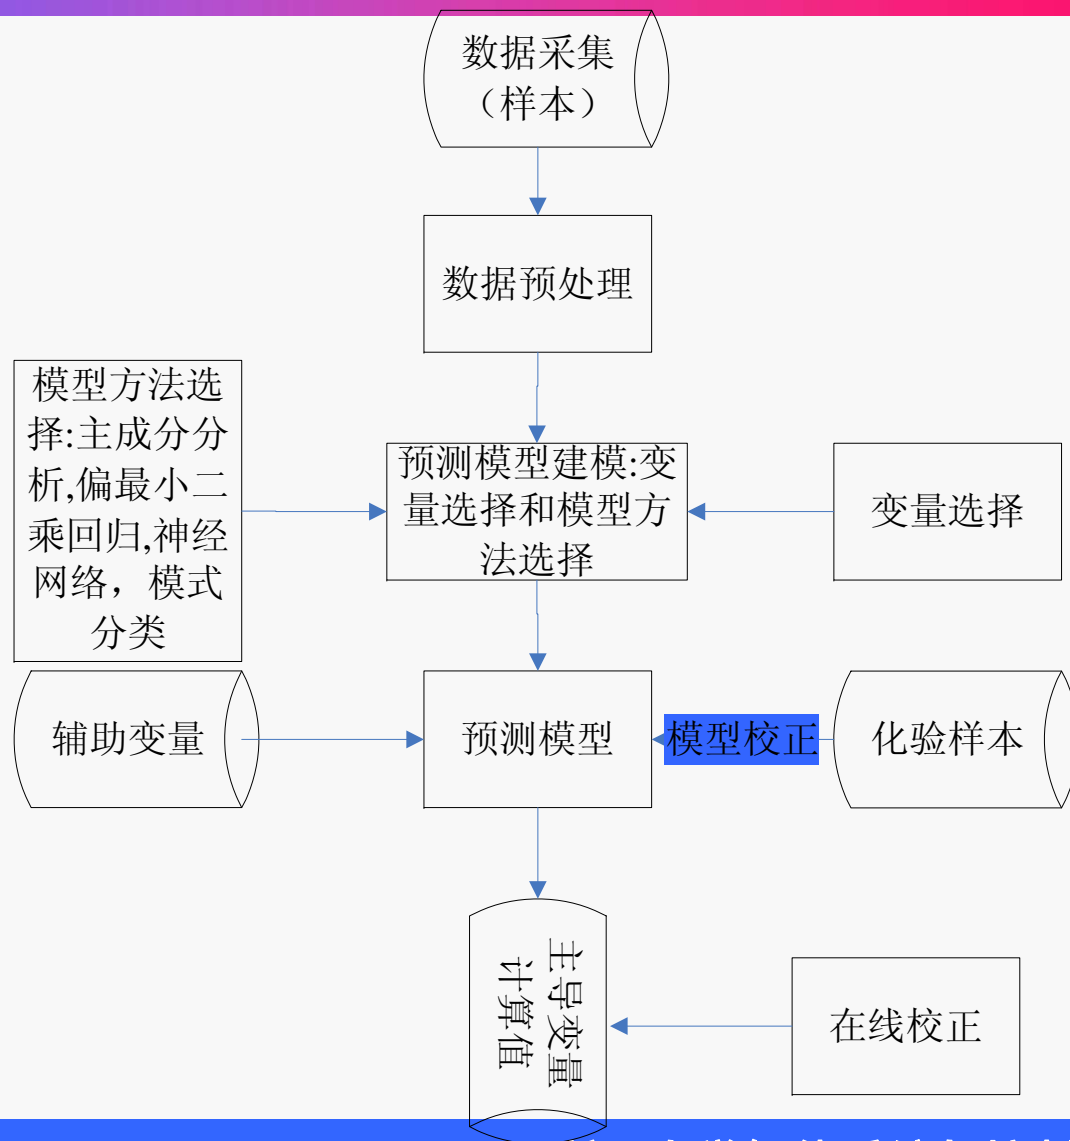 数据采集
（样本）
数据预处理
模型方法选
择:主成分分
析,偏最小二
乘回归,神经
网络，模式
分类
预测模型建模:变
量选择和模型方
法选择
变量选择
辅助变量
预测模型
模型校正
化验样本
主导变量
计算值
在线校正